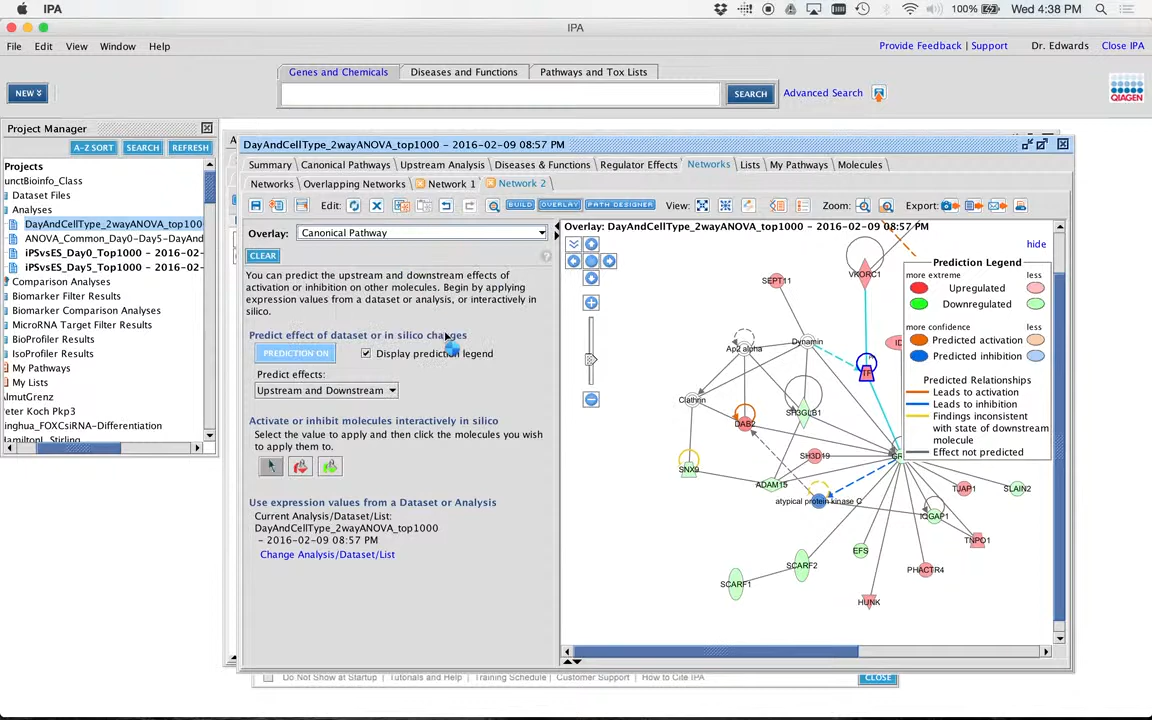 IPA
100%
Wed 4:38 PM
IPA
File Edit View Window Help
Provide Feedback | Support Dr. Edwards Close IPA
Genes and Chemicals Diseases and Functions Pathways and Tox Lists
NEW
SEARCH
Advanced Search
QIAGEN
Project Manager
A-Z SORT SEARCH REFRESH
Projects
unctBioinfo_Class
Dataset Files
Analyses
DayAndCellType_2wayANOVA_top100
ANOVA_Common_Day0-Day5-DayAnd
iPSvsES_Day0_Top1000 - 2016-02-09
iPSvsES_Day5_Top1000 - 2016-02-09
Comparison Analyses
Biomarker Filter Results
Biomarker Comparison Analyses
MicroRNA Target Filter Results
BioProfiler Results
IsoProfiler Results
My Pathways
My Lists
AlmutGrenz
eter Koch Pkp3
inghua_FOXCsiRNA-Differentiation
DayAndCellType_2wayANOVA_top1000 - 2016-02-09 08:57 PM
Summary Canonical Pathways Upstream Analysis Diseases & Functions Regulator Effects Networks Lists My Pathways Molecules
Networks Overlapping Networks Network 1 Network 2
Edit: BUILD OVERLAY PATH DESIGNER View: Zoom: Export:
Overlay: Canonical Pathway
CLEAR
You can predict the upstream and downstream effects of
activation or inhibition on other molecules. Begin by applying
expression values from a dataset or analysis, or interactively in
silico.
Predict effect of dataset or in silico changes
PREDICTION ON Display prediction legend
Predict effects:
Upstream and Downstream
Activate or inhibit molecules interactively in silico
Select the value to apply and then click the molecules you wish
to apply them to.
Use expression values from a Dataset or Analysis
Current Analysis/Dataset/List:
DayAndCellType_2wayANOVA_top1000
- 2016-02-09 08:57 PM
Change Analysis/Dataset/List
Overlay: DayAndCellType_2wayANOVA_top1000 - 2016-02-09 08:57 PM
hide
Prediction Legend
more extreme less
Upregulated
Downregulated
more confidence less
Predicted activation
Predicted inhibition
Predicted Relationships
Leads to activation
Leads to inhibition
Findings inconsistent
with state of downstream
molecule
Effect not predicted
VKORC1
SEPT11
Ap2 alpha
Dynamin
TF
Clathrin
SH3GLB1
DAB2
SH3D19
SNX9
ADAM15
atypical protein kinase C
TJAP1
SLAIN2
IQGAP1
TNPO1
EFS
SCARF2
PHACTR4
SCARF1
HUNK
Do Not Show at Startup | Tutorials and Help | Training Schedule | Customer Support | How to Cite IPA
CLOSE